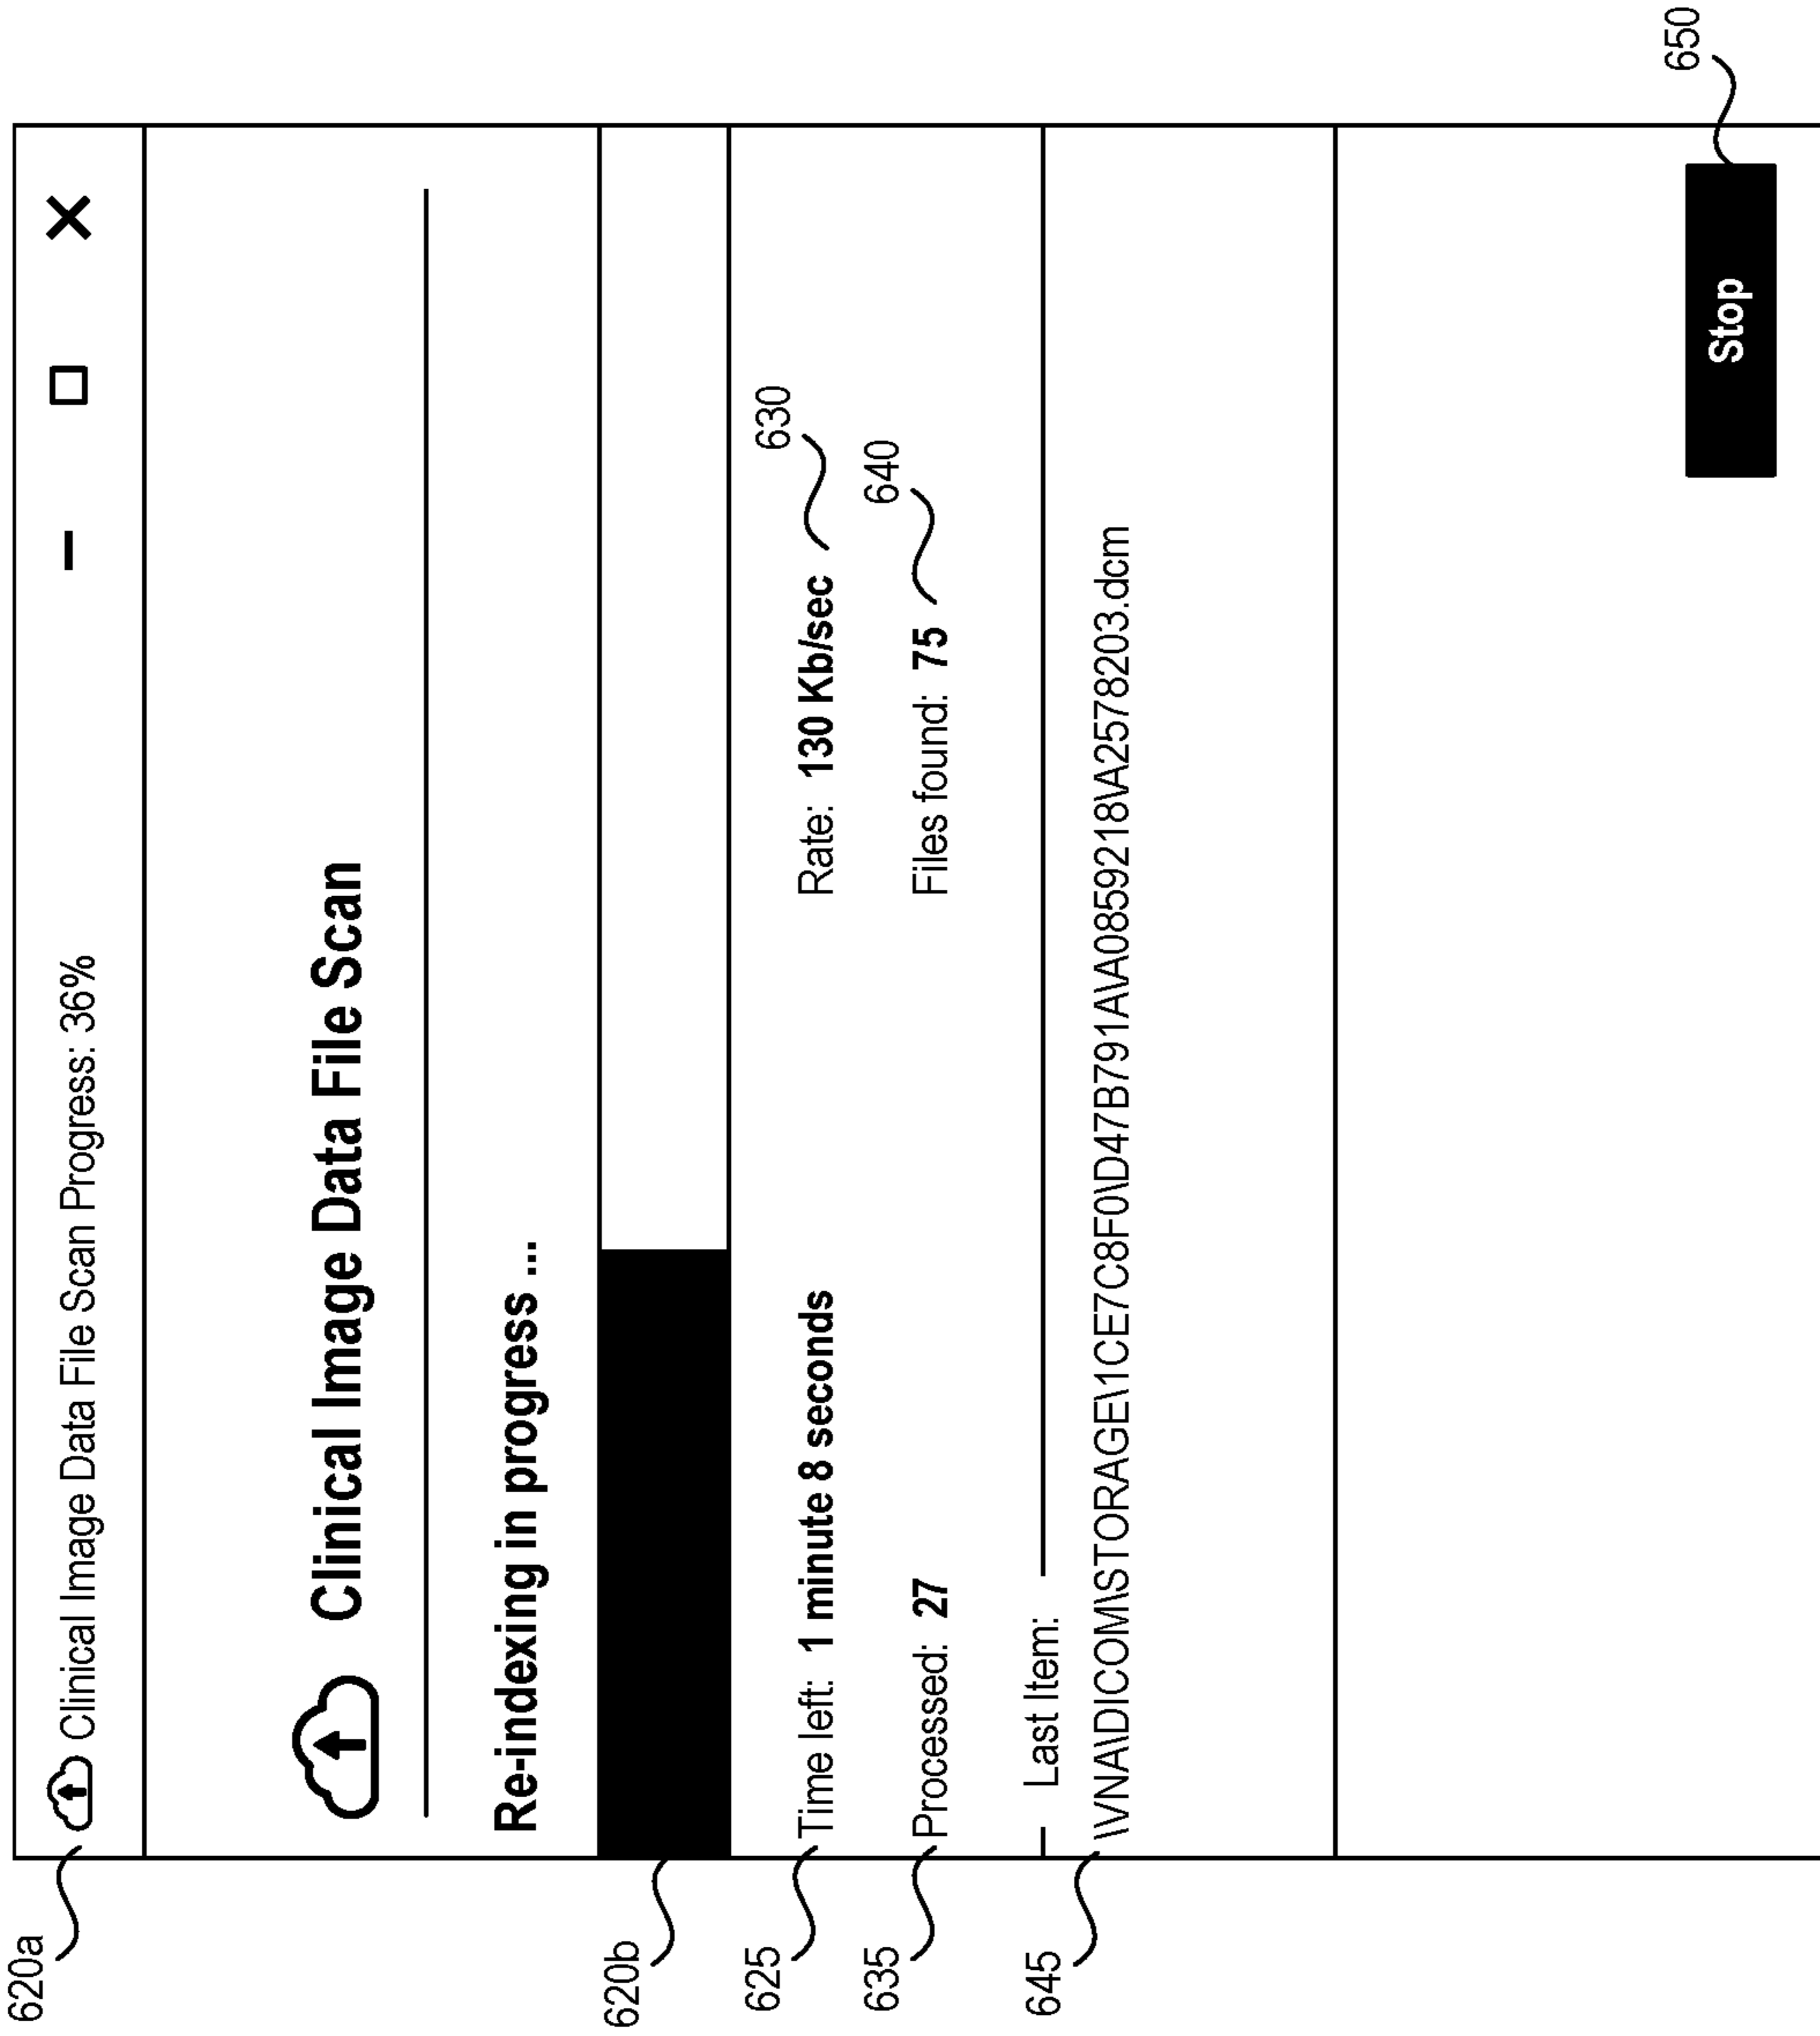 620a
Clinical Image Data File Scan Progress: 36%
Clinical Image Data File Scan
Re-indexing in progress ...
620b
625
Time left: 1 minute 8 seconds
Rate: 130 Kb/sec
630
635
Processed: 27
Files found: 75
640
Last Item:
645
\\VNA\DICOM\STORAGE\1CE7C8F0\D47B791A\A0859218\A2578203.dcm
Stop
650